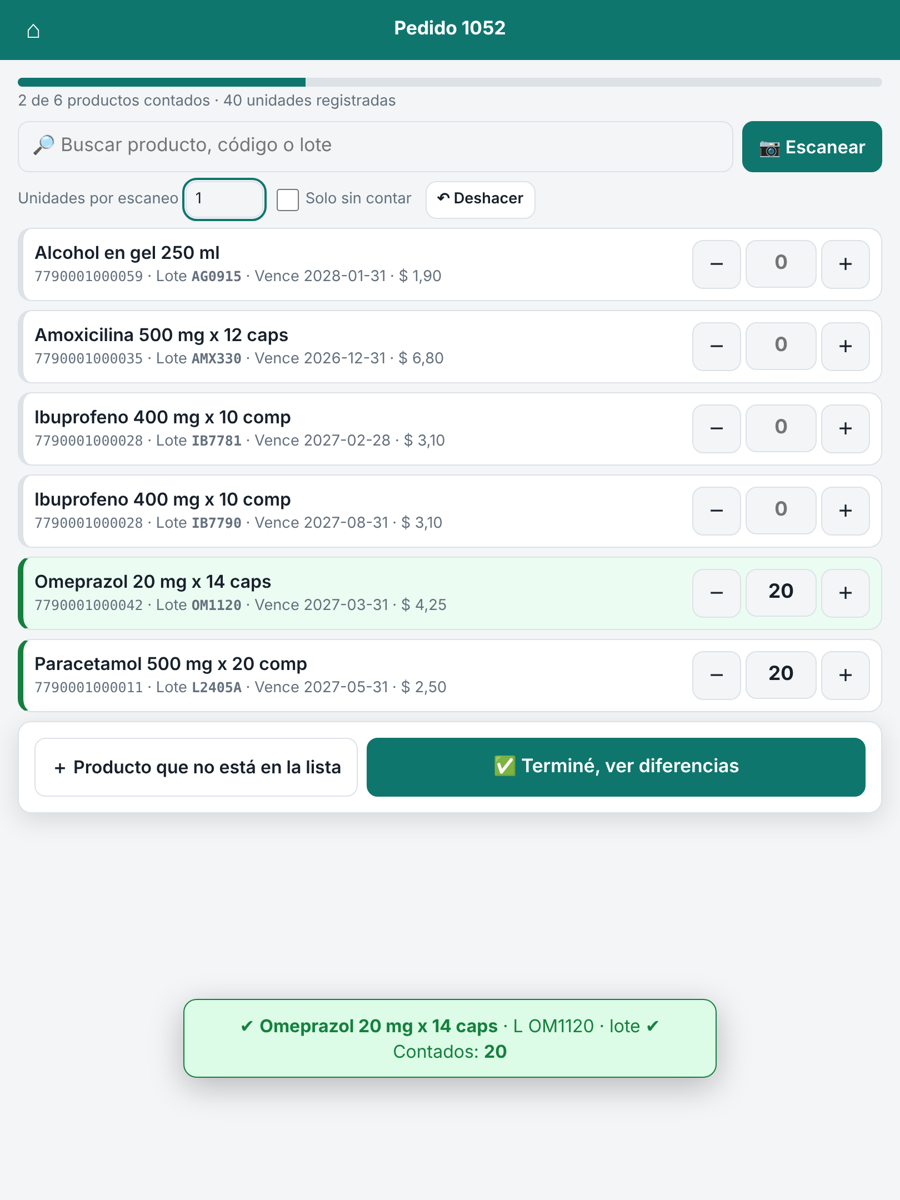 ⌂ Pedido 1052
2 de 6 productos contados · 40 unidades registradas
🔎 Buscar producto, código o lote
📷 Escanear
Unidades por escaneo 1 Solo sin contar ↶ Deshacer
Alcohol en gel 250 ml
7790001000059 · Lote AG0915 · Vence 2028-01-31 · $ 1,90
− 0 +
Amoxicilina 500 mg x 12 caps
7790001000035 · Lote AMX330 · Vence 2026-12-31 · $ 6,80
− 0 +
Ibuprofeno 400 mg x 10 comp
7790001000028 · Lote IB7781 · Vence 2027-02-28 · $ 3,10
− 0 +
Ibuprofeno 400 mg x 10 comp
7790001000028 · Lote IB7790 · Vence 2027-08-31 · $ 3,10
− 0 +
Omeprazol 20 mg x 14 caps
7790001000042 · Lote OM1120 · Vence 2027-03-31 · $ 4,25
− 20 +
Paracetamol 500 mg x 20 comp
7790001000011 · Lote L2405A · Vence 2027-05-31 · $ 2,50
− 20 +
+ Producto que no está en la lista
✅ Terminé, ver diferencias
✔ Omeprazol 20 mg x 14 caps · L OM1120 · lote ✔
Contados: 20